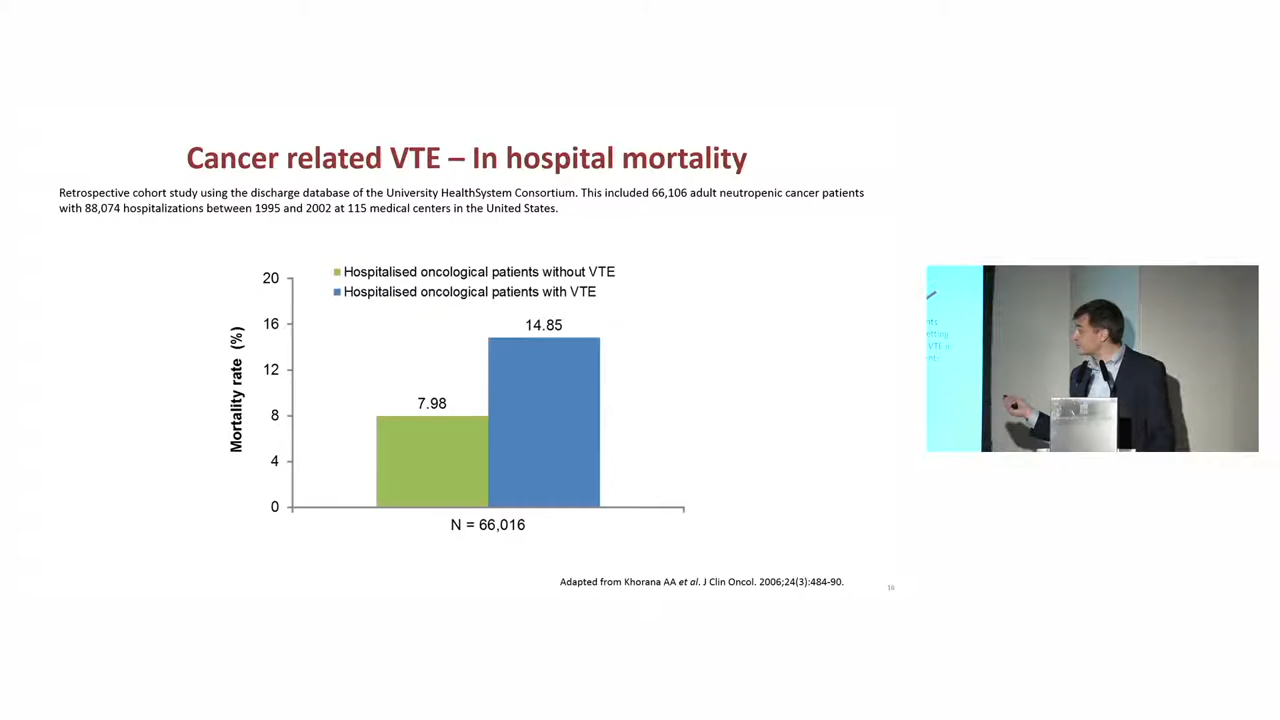 Cancer related VTE – In hospital mortality
Retrospective cohort study using the discharge database of the University HealthSystem Consortium. This included 66,106 adult neutropenic cancer patients
with 88,074 hospitalizations between 1995 and 2002 at 115 medical centers in the United States.
Hospitalised oncological patients without VTE
Hospitalised oncological patients with VTE
Mortality rate (%)
20
16
12
8
4
0
7.98
14.85
N = 66,016
Adapted from Khorana AA et al. J Clin Oncol. 2006;24(3):484-90.
16
VTE